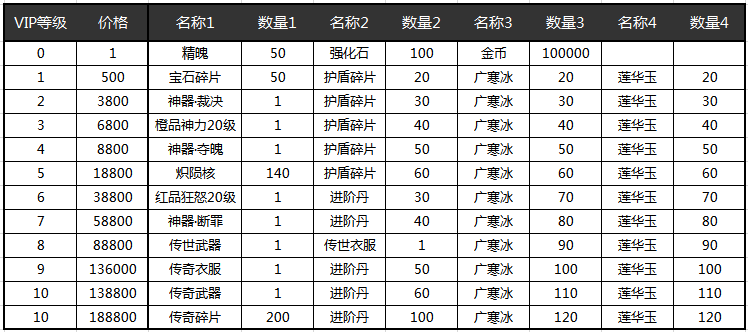 VIP等级 价格 名称1 数量1 名称2 数量2 名称3 数量3 名称4 数量4
0 1 精魄 50 强化石 100 金币 100000
1 500 宝石碎片 50 护盾碎片 20 广寒冰 20 莲华玉 20
2 3800 神器·裁决 1 护盾碎片 30 广寒冰 30 莲华玉 30
3 6800 橙品神力20级 1 护盾碎片 40 广寒冰 40 莲华玉 40
4 8800 神器·夺魄 1 护盾碎片 50 广寒冰 50 莲华玉 50
5 18800 炽陨核 140 护盾碎片 60 广寒冰 60 莲华玉 60
6 38800 红品狂怒20级 1 进阶丹 30 广寒冰 70 莲华玉 70
7 58800 神器·断罪 1 进阶丹 40 广寒冰 80 莲华玉 80
8 88800 传世武器 1 传世衣服 1 广寒冰 90 莲华玉 90
9 136000 传奇衣服 1 进阶丹 50 广寒冰 100 莲华玉 100
10 138800 传奇武器 1 进阶丹 60 广寒冰 110 莲华玉 110
10 188800 传奇碎片 200 进阶丹 100 广寒冰 120 莲华玉 120